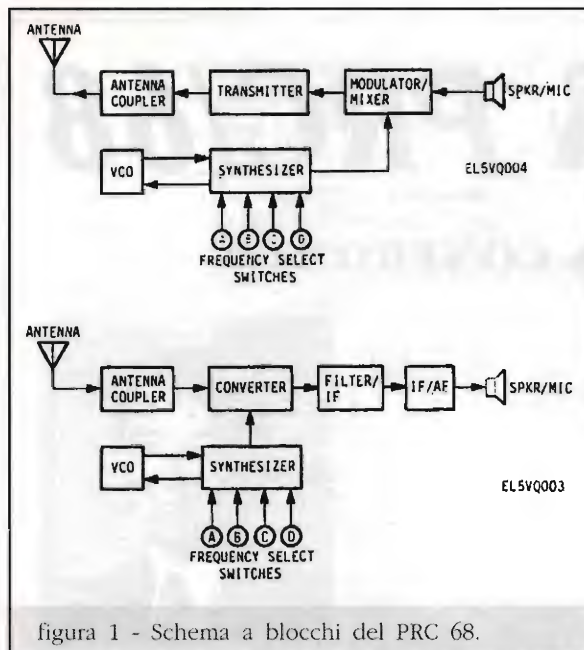 ANTENNA
ANTENNA
COUPLER
TRANSMITTER
MODULATOR/
MIXER
SPKR/MIC
VCO
SYNTHESIZER
EL5VQ004
A B C D
FREQUENCY SELECT
SWITCHES
ANTENNA
ANTENNA
COUPLER
CONVERTER
FILTER/
IF
IF/AF
SPKR/MIC
VCO
SYNTHESIZER
EL5VQ003
A B C D
FREQUENCY SELECT
SWITCHES
figura 1 - Schema a blocchi del PRC 68.